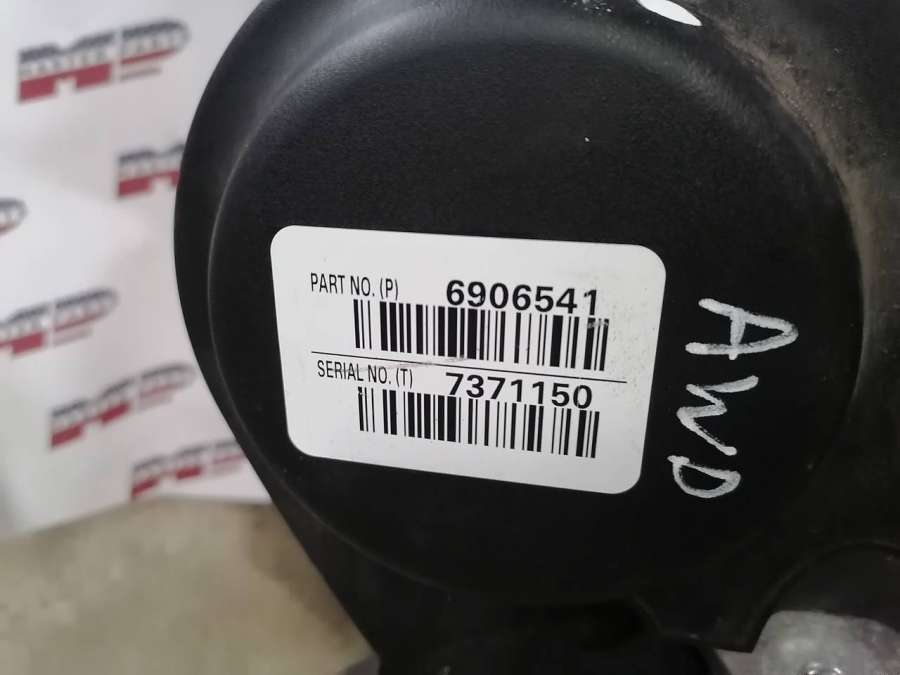 PART NO. (P) 6906541
SERIAL NO. (T) 7371150
AWD